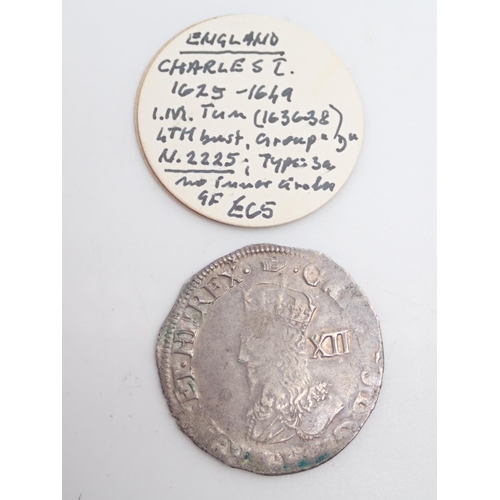 ENGLAND
CHARLES I.
1625-1649
I.M. Tun (1636-38)
4TH bust, Group "D"
N.2225; Type 3a
no inner circles
GF £65
REX · D · G
XII